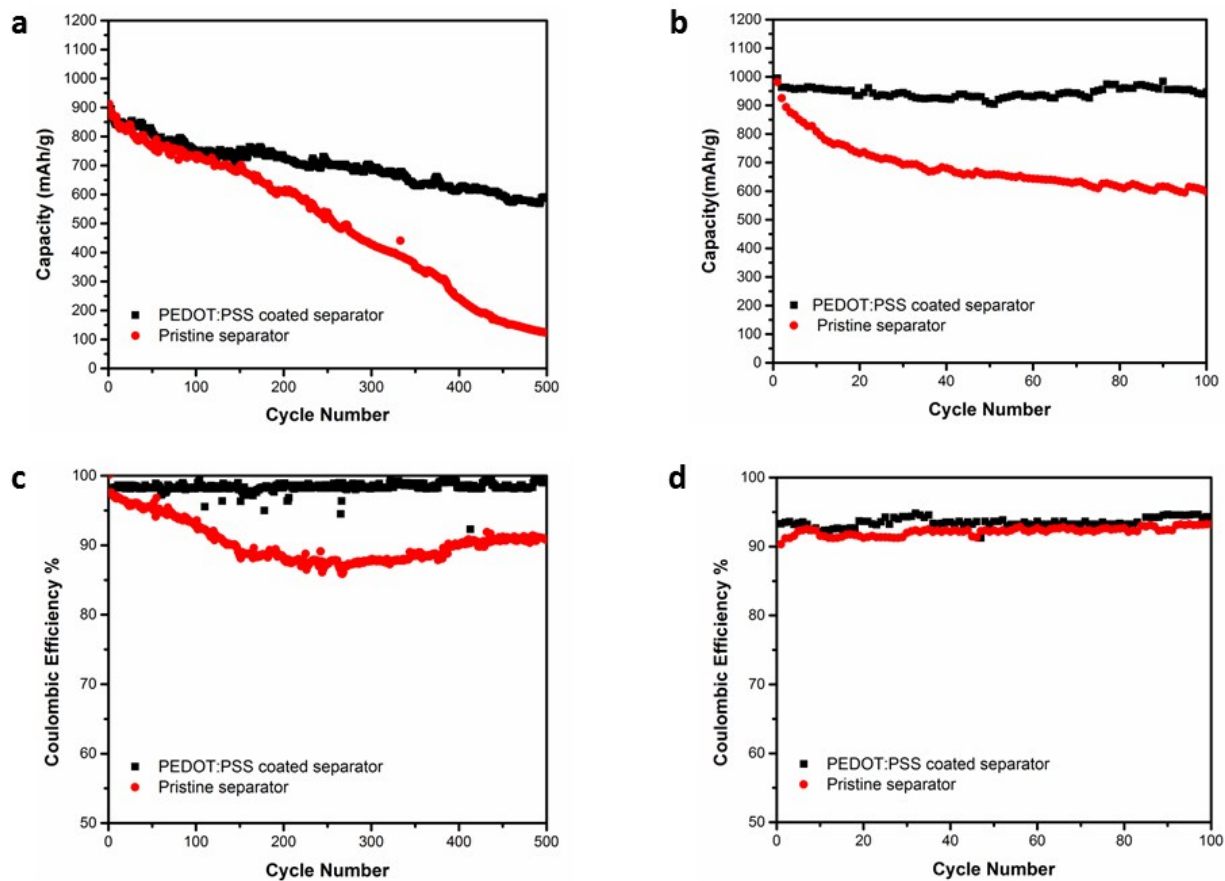 a
1200
1100
1000
900
800
700
600
500
400
300
200
100
0
Capacity (mAh/g)
PEDOT:PSS coated separator
Pristine separator
0 100 200 300 400 500
Cycle Number
b
1200
1100
1000
900
800
700
600
500
400
300
200
100
0
Capacity(mAh/g)
PEDOT:PSS coated separator
Pristine separator
0 20 40 60 80 100
Cycle Number
c
100
90
80
70
60
50
Coulombic Efficiency %
PEDOT:PSS coated separator
Pristine separator
0 100 200 300 400 500
Cycle Number
d
100
90
80
70
60
50
Coulombic Efficiency %
PEDOT:PSS coated separator
Pristine separator
0 20 40 60 80 100
Cycle Number